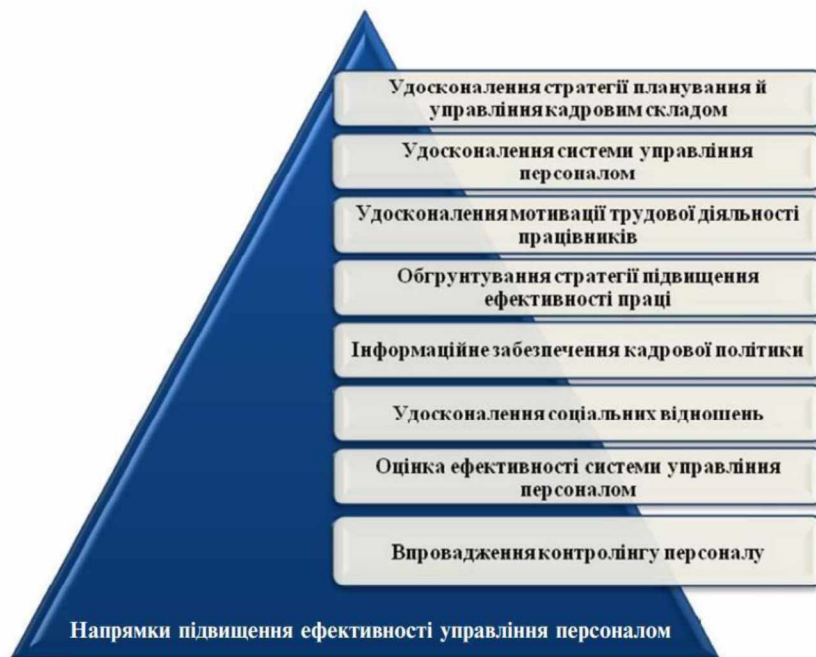 Удосконалення стратегії планування й
управління кадровим складом
Удосконалення системи управління
персоналом
Удосконалення мотивації трудової діяльності
працівників
Обгрунтування стратегії підвищення
ефективності праці
Інформаційне забезпечення кадрової політики
Удосконалення соціальних відношень
Оцінка ефективності системи управління
персоналом
Впровадження контролінгу персоналу
Напрямки підвищення ефективності управління персоналом